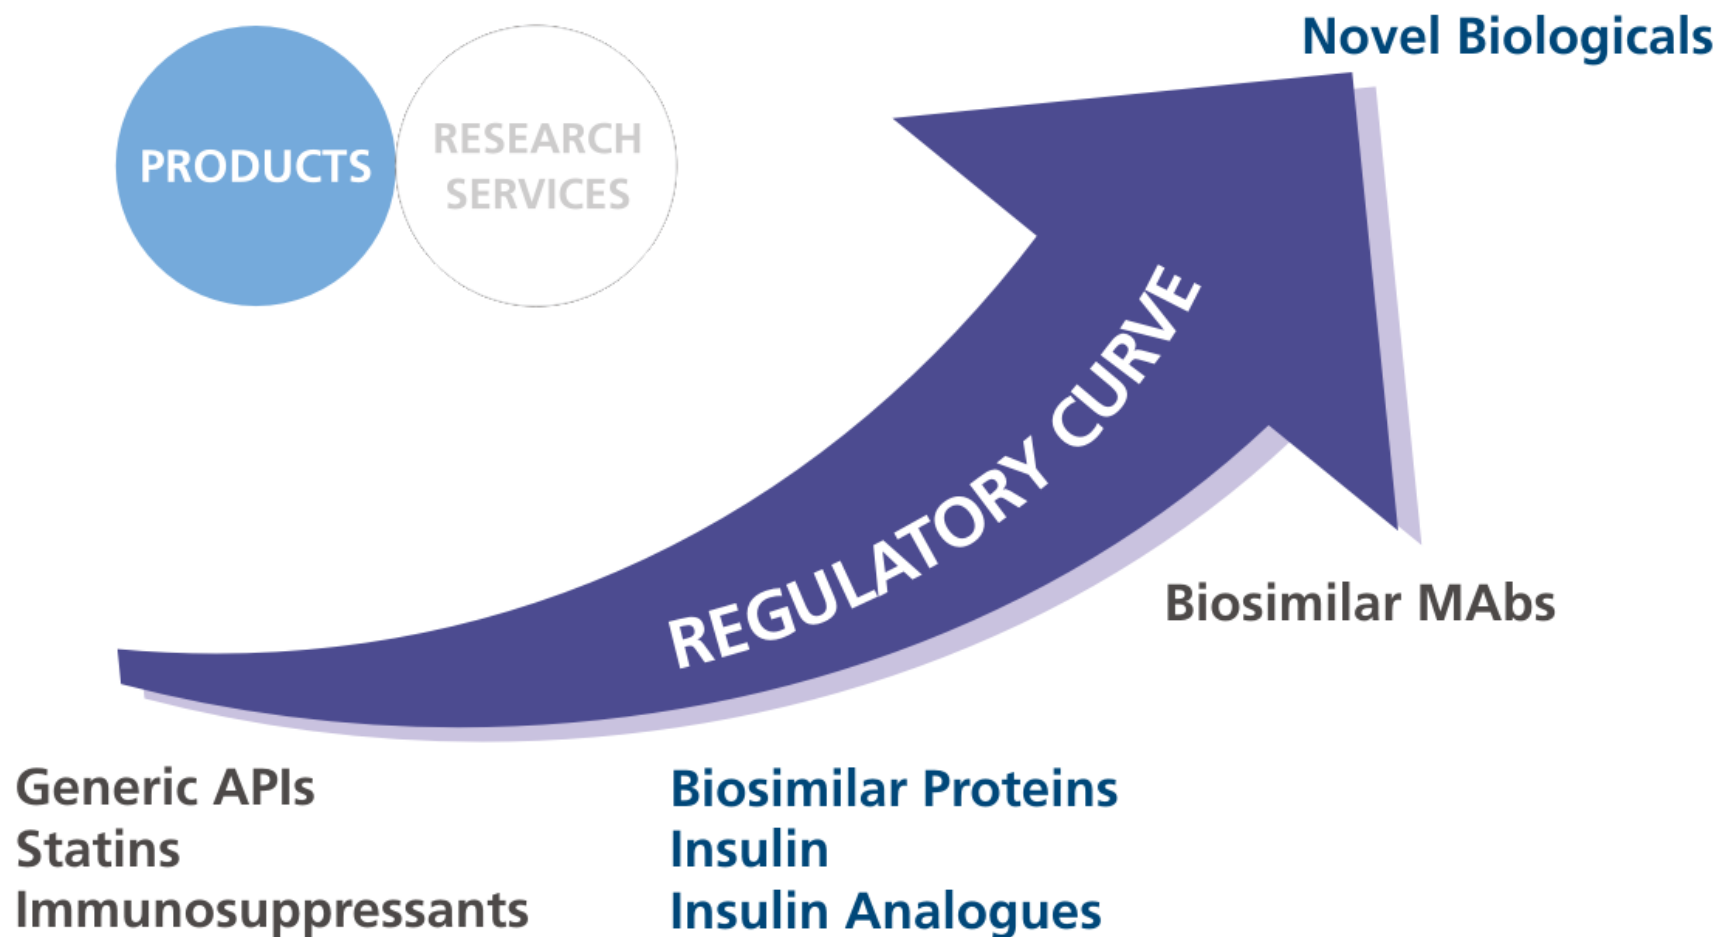 Novel Biologicals
PRODUCTS
RESEARCH
SERVICES
REGULATORY CURVE
Biosimilar MAbs
Generic APIs
Statins
Immunosuppressants
Biosimilar Proteins
Insulin
Insulin Analogues